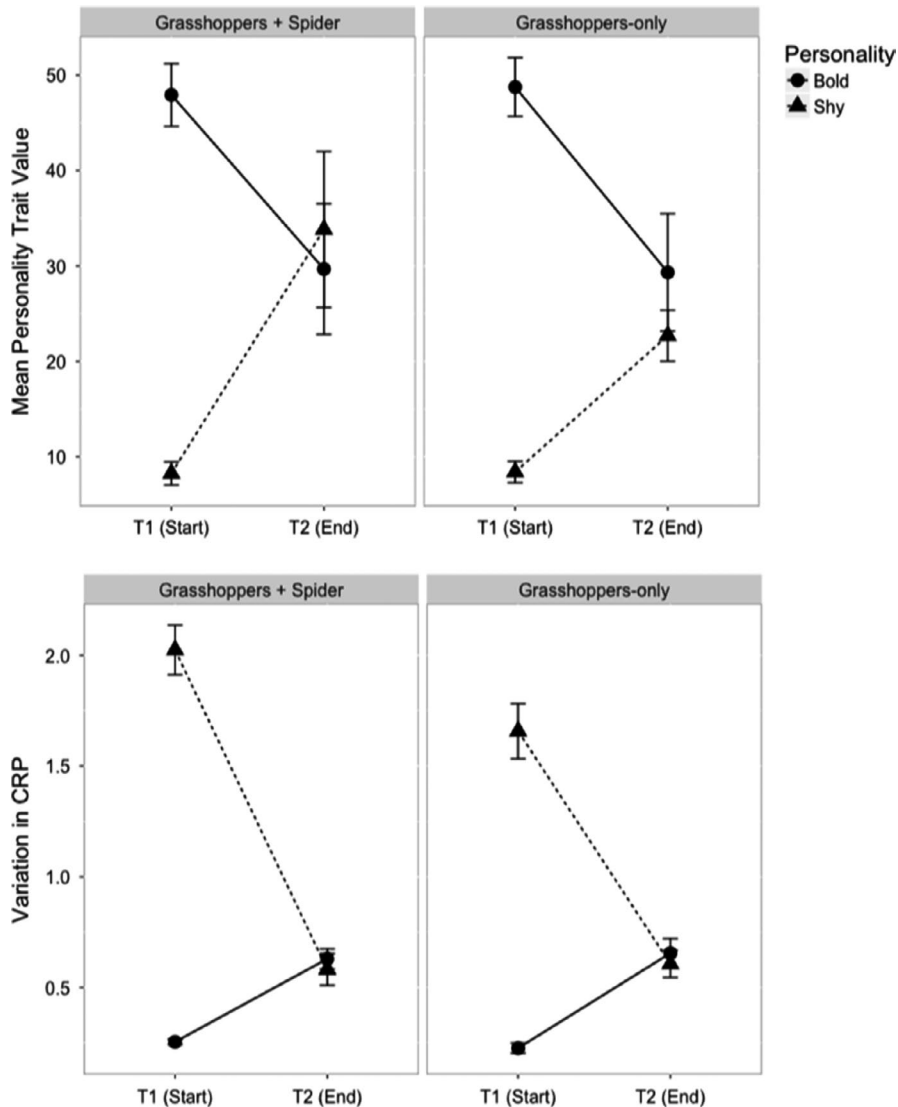 Grasshoppers + Spider
Grasshoppers-only
Personality
Bold
Shy
Mean Personality Trait Value
50
40
30
20
10
T1 (Start)
T2 (End)
T1 (Start)
T2 (End)
Grasshoppers + Spider
Grasshoppers-only
Variation in CRP
2.0
1.5
1.0
0.5
T1 (Start)
T2 (End)
T1 (Start)
T2 (End)